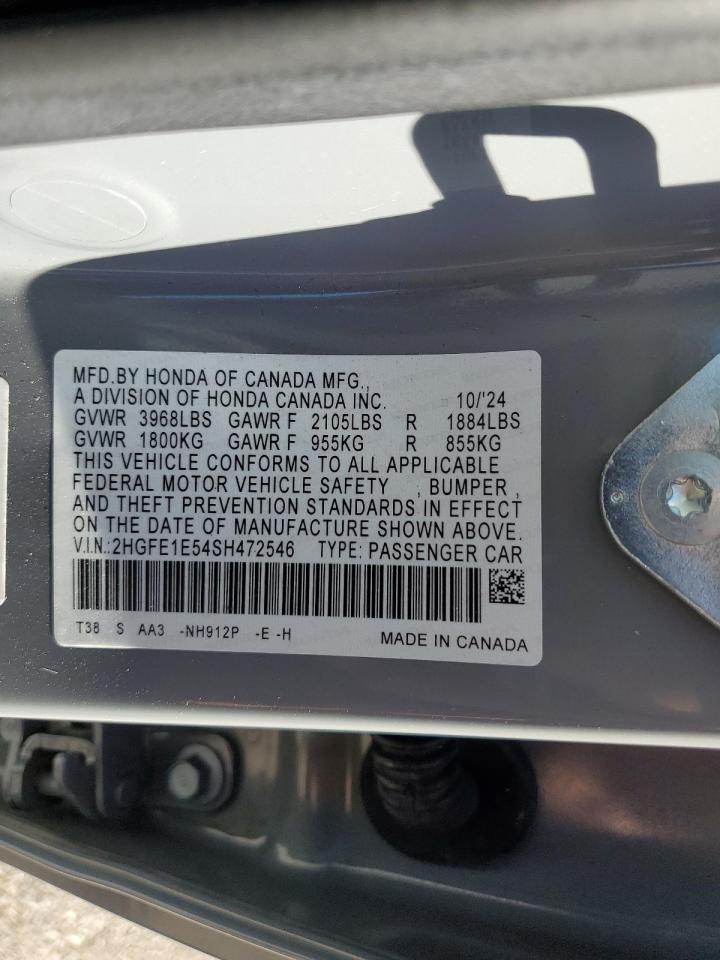 MFD.BY HONDA OF CANADA MFG.,
A DIVISION OF HONDA CANADA INC. 10/'24
GVWR 3968LBS GAWR F 2105LBS R 1884LBS
GVWR 1800KG GAWR F 955KG R 855KG
THIS VEHICLE CONFORMS TO ALL APPLICABLE
FEDERAL MOTOR VEHICLE SAFETY , BUMPER ,
AND THEFT PREVENTION STANDARDS IN EFFECT
ON THE DATE OF MANUFACTURE SHOWN ABOVE.
V.I.N.:2HGFE1E54SH472546 TYPE: PASSENGER CAR
T38 S AA3 -NH912P -E -H MADE IN CANADA